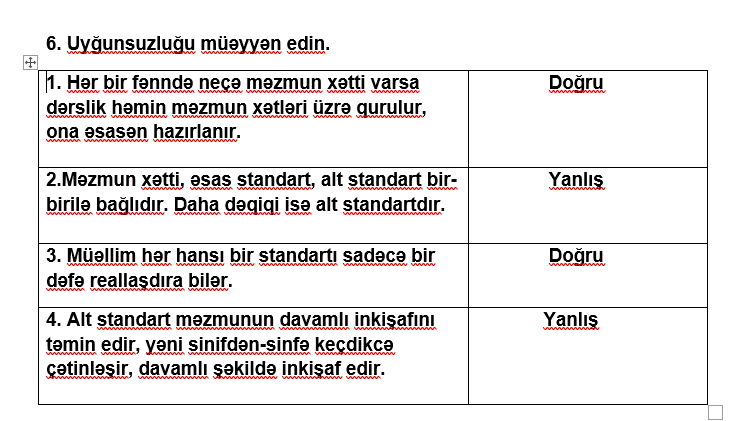 6. Uyğunsuzluğu müəyyən edin.
1. Hər bir fənndə neçə məzmun xətti varsa
dərslik həmin məzmun xətləri üzrə qurulur,
ona əsasən hazırlanır.
Doğru
2.Məzmun xətti, əsas standart, alt standart bir-
birilə bağlıdır. Daha dəqiqi isə alt standartdır.
Yanlış
3. Müəllim hər hansı bir standartı sadəcə bir
dəfə reallaşdıra bilər.
Doğru
4. Alt standart məzmunun davamlı inkişafını
təmin edir, yəni sinifdən-sinfə keçdikcə
çətinləşir, davamlı şəkildə inkişaf edir.
Yanlış